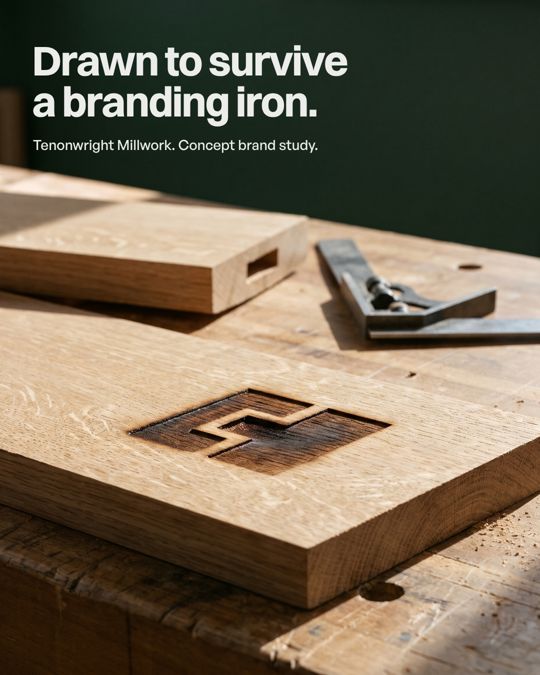 Drawn to survive
a branding iron.
Tenonwright Millwork. Concept brand study.